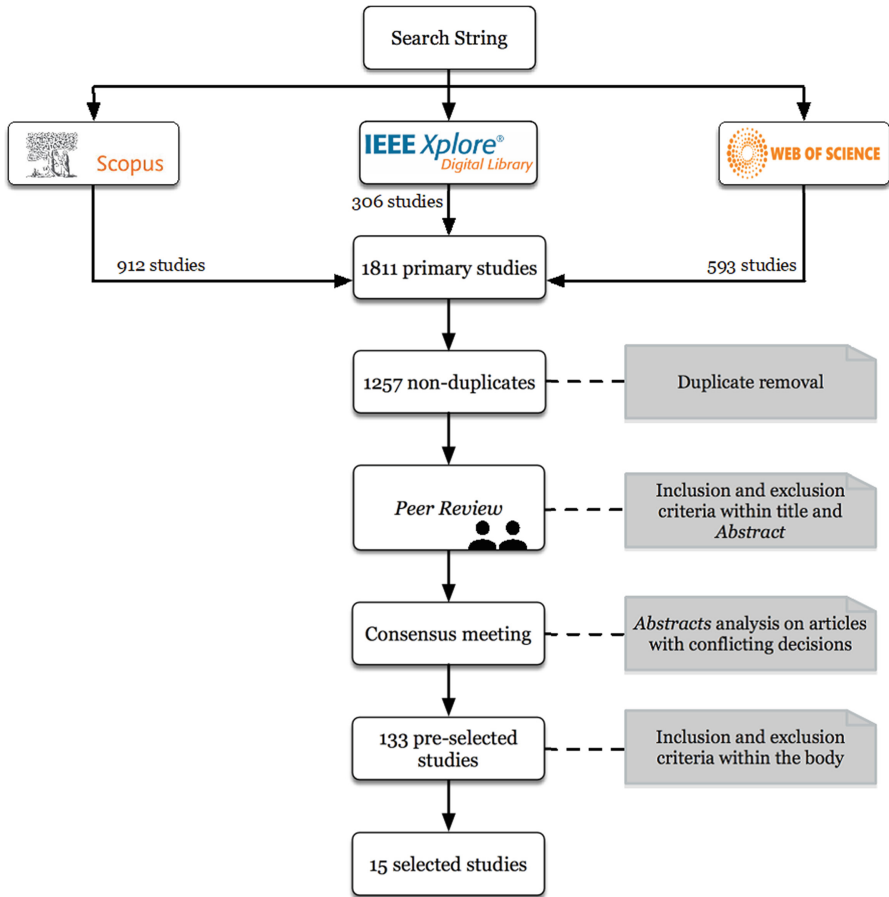 Search String
Scopus
IEEE Xplore®
Digital Library
WEB OF SCIENCE
306 studies
912 studies
1811 primary studies
593 studies
1257 non-duplicates
Duplicate removal
Peer Review
Inclusion and exclusion
criteria within title and
Abstract
Consensus meeting
Abstracts analysis on articles
with conflicting decisions
133 pre-selected
studies
Inclusion and exclusion
criteria within the body
15 selected studies